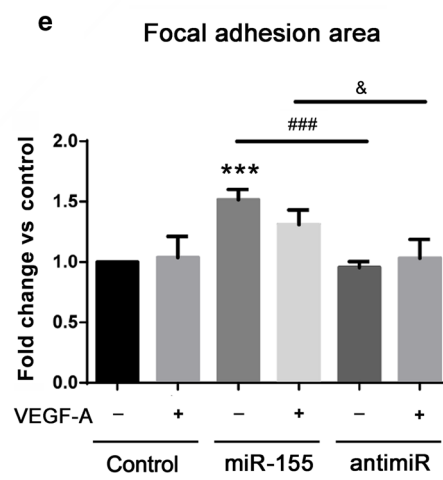 e
Focal adhesion area
&
###
***
Fold change vs control
2.0
1.5
1.0
0.5
0.0
VEGF-A – + – + – +
Control miR-155 antimiR